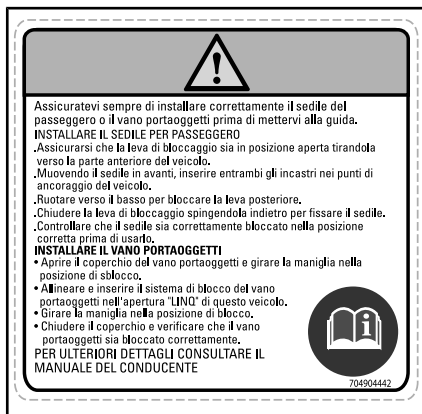 Assicuratevi sempre di installare correttamente il sedile del
passeggero o il vano portaoggetti prima di mettervi alla guida.
INSTALLARE IL SEDILE PER PASSEGGERO
.Assicurarsi che la leva di bloccaggio sia in posizione aperta tirandola
verso la parte anteriore del veicolo.
.Muovendo il sedile in avanti, inserire entrambi gli incastri nei punti di
ancoraggio del veicolo.
.Ruotare verso il basso per bloccare la leva posteriore.
.Chiudere la leva di bloccaggio spingendola indietro per fissare il sedile.
.Controllare che il sedile sia correttamente bloccato nella posizione
corretta prima di usarlo.
INSTALLARE IL VANO PORTAOGGETTI
• Aprire il coperchio del vano portaoggetti e girare la maniglia nella
posizione di sblocco.
• Allineare e inserire il sistema di blocco del vano
portaoggetti nell'apertura "LINQ" di questo veicolo.
• Girare la maniglia nella posizione di blocco.
• Chiudere il coperchio e verificare che il vano
portaoggetti sia bloccato correttamente.
PER ULTERIORI DETTAGLI CONSULTARE IL
MANUALE DEL CONDUCENTE
704904442